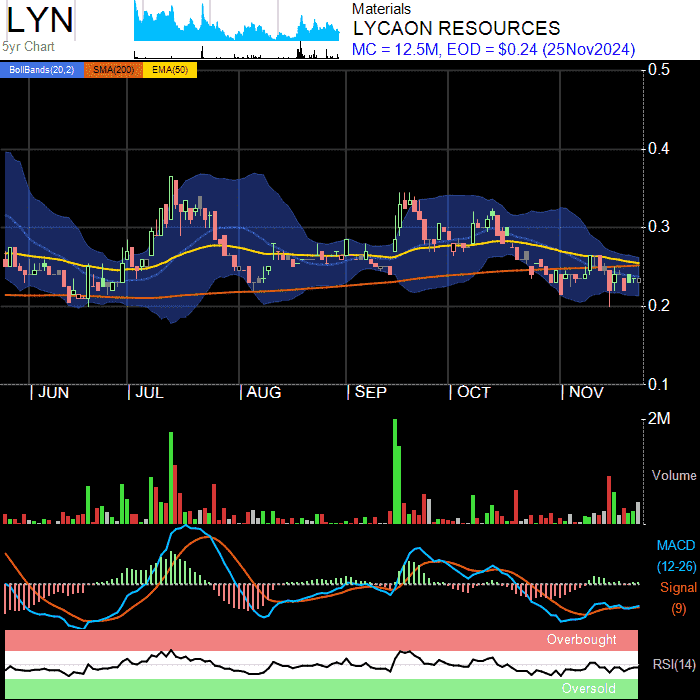 LYN
5yr Chart
Materials
LYCAON RESOURCES
MC = 12.5M, EOD = $0.24 (25Nov2024)
BollBands(20,2) SMA(200) EMA(50)
0.5
0.4
0.3
0.2
0.1
JUN JUL AUG SEP OCT NOV
2M
Volume
MACD
(12-26)
Signal
(9)
Overbought
RSI(14)
Oversold